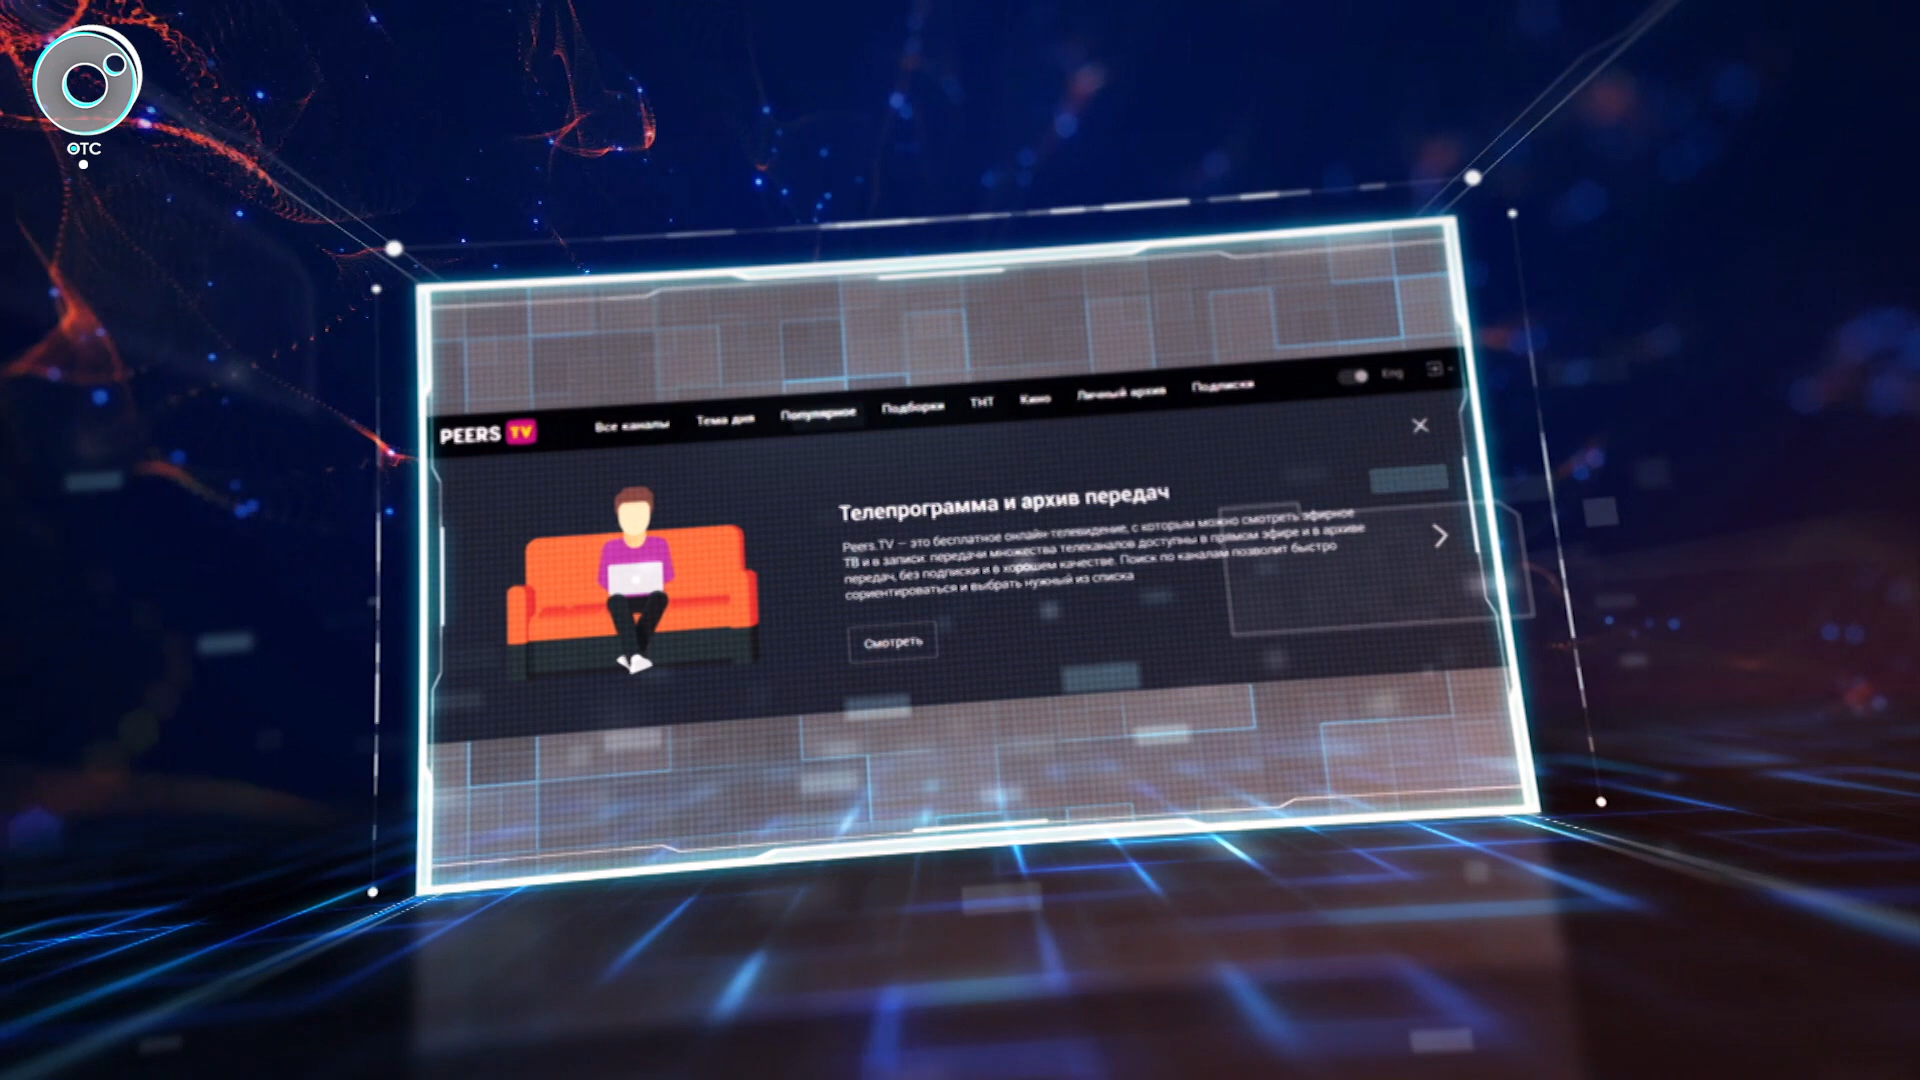 ОТС
PEERS TV
Все каналы Тема дня Популярное Подборки ТНТ Кино Личный архив Подписки Eng
Телепрограмма и архив передач
Peers.TV — это бесплатное онлайн-телевидение, с которым можно смотреть эфирное
ТВ и в записи: передачи множества телеканалов доступны в прямом эфире и в архиве
передач, без подписки и в хорошем качестве. Поиск по каналам позволит быстро
сориентироваться и выбрать нужный из списка
Смотреть